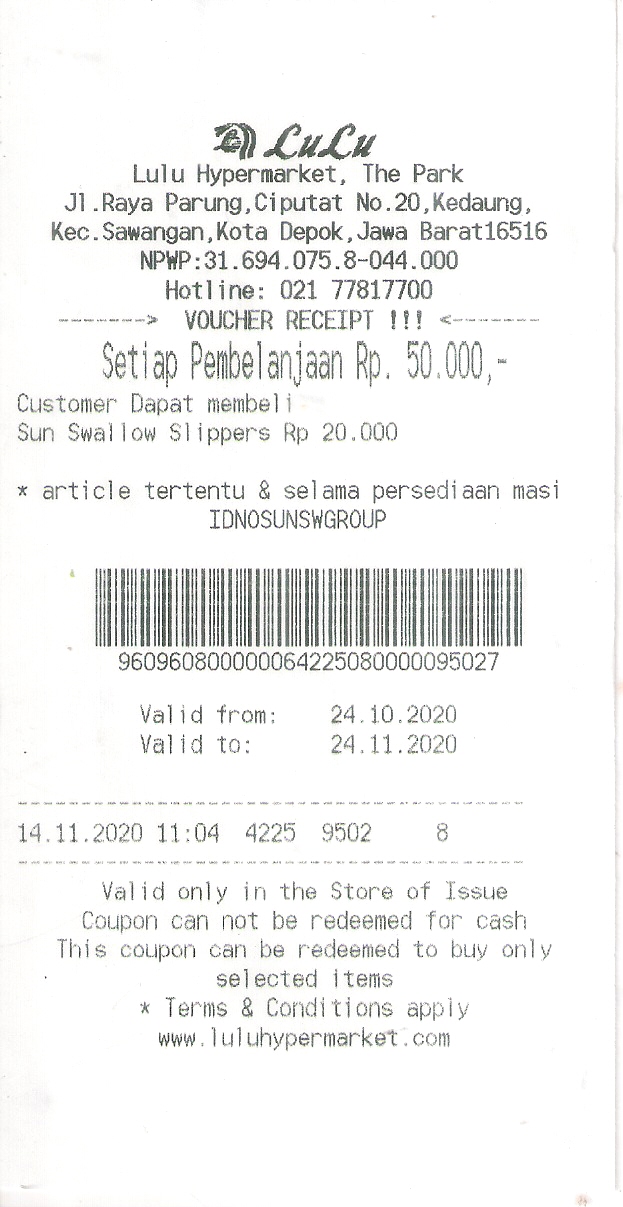 LuLu
Lulu Hypermarket, The Park
Jl.Raya Parung,Ciputat No.20,Kedaung,
Kec.Sawangan,Kota Depok,Jawa Barat16516
NPWP:31.694.075.8-044.000
Hotline: 021 77817700
------> VOUCHER RECEIPT !!! <------
Setiap Pembelanjaan Rp. 50.000,-
Customer Dapat membeli
Sun Swallow Slippers Rp 20.000
* article tertentu & selama persediaan masi
IDNOSUNSWGROUP
960960800000064225080000095027
Valid from: 24.10.2020
Valid to: 24.11.2020
14.11.2020 11:04 4225 9502 8
Valid only in the Store of Issue
Coupon can not be redeemed for cash
This coupon can be redeemed to buy only
selected items
* Terms & Conditions apply
www.luluhypermarket.com